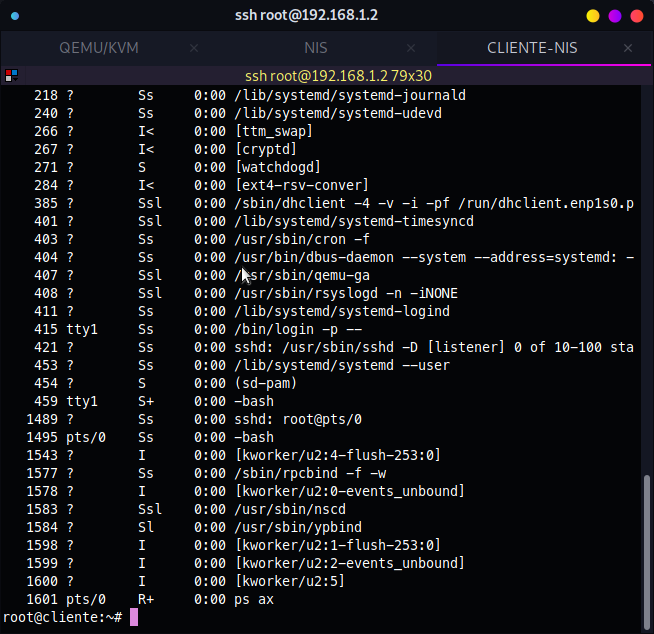 ssh root@192.168.1.2
QEMU/KVM × NIS × CLIENTE-NIS ×
ssh root@192.168.1.2 79x30
218 ? Ss 0:00 /lib/systemd/systemd-journald
240 ? Ss 0:00 /lib/systemd/systemd-udevd
266 ? I< 0:00 [ttm_swap]
267 ? I< 0:00 [cryptd]
271 ? S 0:00 [watchdogd]
284 ? I< 0:00 [ext4-rsv-conver]
385 ? Ssl 0:00 /sbin/dhclient -4 -v -i -pf /run/dhclient.enp1s0.p
401 ? Ssl 0:00 /lib/systemd/systemd-timesyncd
403 ? Ss 0:00 /usr/sbin/cron -f
404 ? Ss 0:00 /usr/bin/dbus-daemon --system --address=systemd: -
407 ? Ssl 0:00 /usr/sbin/qemu-ga
408 ? Ssl 0:00 /usr/sbin/rsyslogd -n -iNONE
411 ? Ss 0:00 /lib/systemd/systemd-logind
415 tty1 Ss 0:00 /bin/login -p --
421 ? Ss 0:00 sshd: /usr/sbin/sshd -D [listener] 0 of 10-100 sta
453 ? Ss 0:00 /lib/systemd/systemd --user
454 ? S 0:00 (sd-pam)
459 tty1 S+ 0:00 -bash
1489 ? Ss 0:00 sshd: root@pts/0
1495 pts/0 Ss 0:00 -bash
1543 ? I 0:00 [kworker/u2:4-flush-253:0]
1577 ? Ss 0:00 /sbin/rpcbind -f -w
1578 ? I 0:00 [kworker/u2:0-events_unbound]
1583 ? Ssl 0:00 /usr/sbin/nscd
1584 ? Sl 0:00 /usr/sbin/ypbind
1598 ? I 0:00 [kworker/u2:1-flush-253:0]
1599 ? I 0:00 [kworker/u2:2-events_unbound]
1600 ? I 0:00 [kworker/u2:5]
1601 pts/0 R+ 0:00 ps ax
root@cliente:~#